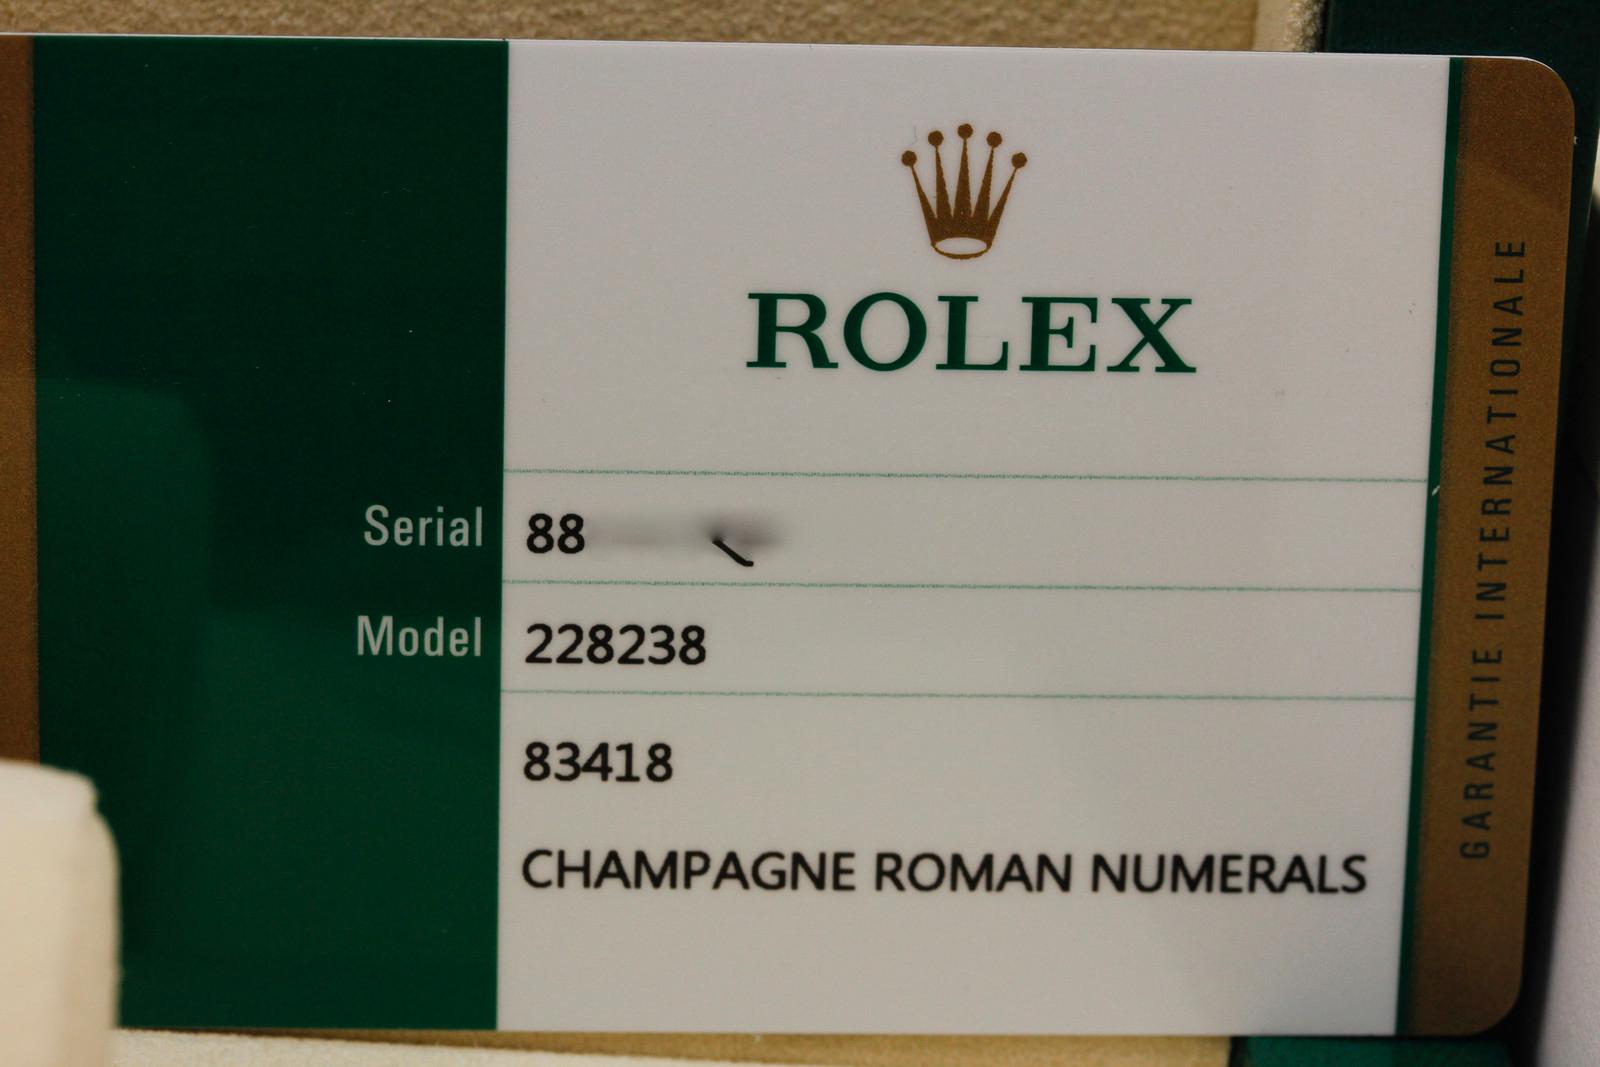 ROLEX
Serial 88
Model 228238
83418
CHAMPAGNE ROMAN NUMERALS
GARANTIE INTERNATIONALE